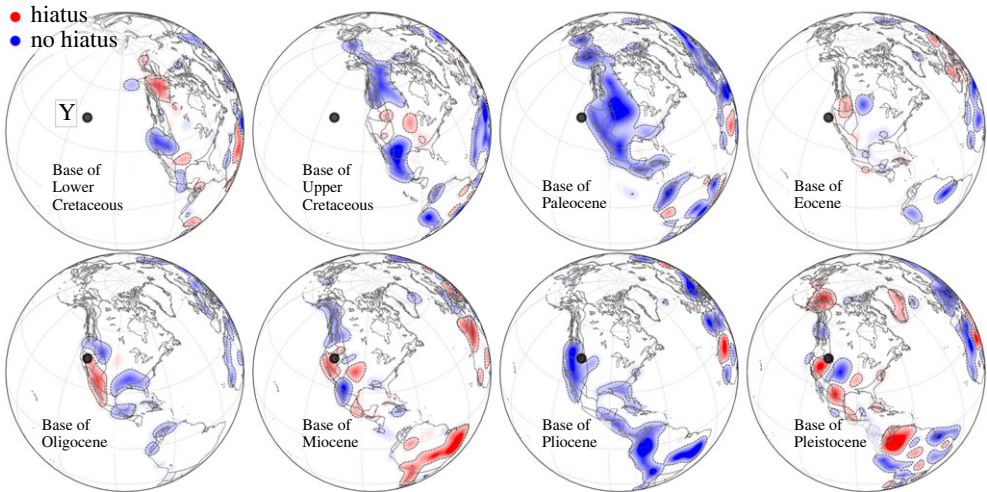 hiatus
no hiatus
Y
Base of
Lower
Cretaceous
Base of
Upper
Cretaceous
Base of
Paleocene
Base of
Eocene
Base of
Oligocene
Base of
Miocene
Base of
Pliocene
Base of
Pleistocene